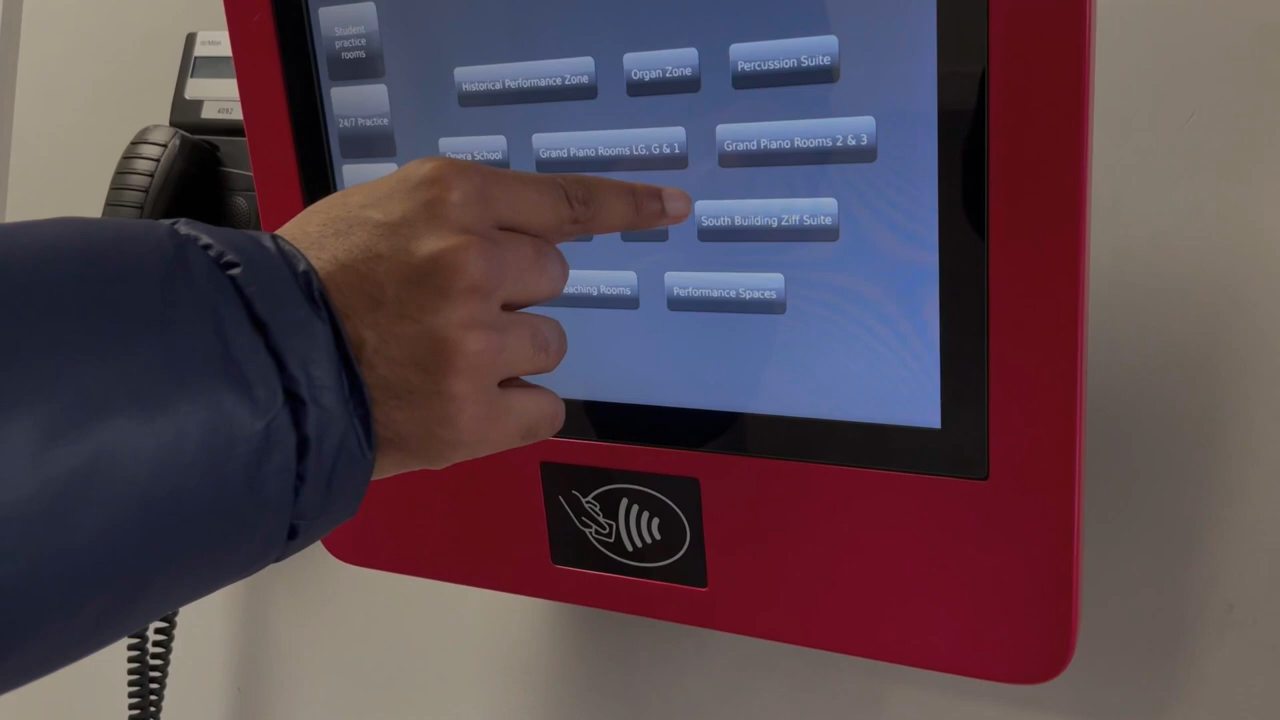 Student
practice
rooms
Historical Performance Zone
Organ Zone
Percussion Suite
4092
24/7 Practice
Opera School
Grand Piano Rooms LG, G & 1
Grand Piano Rooms 2 & 3
South Building Ziff Suite
Rooms
Performance Spaces